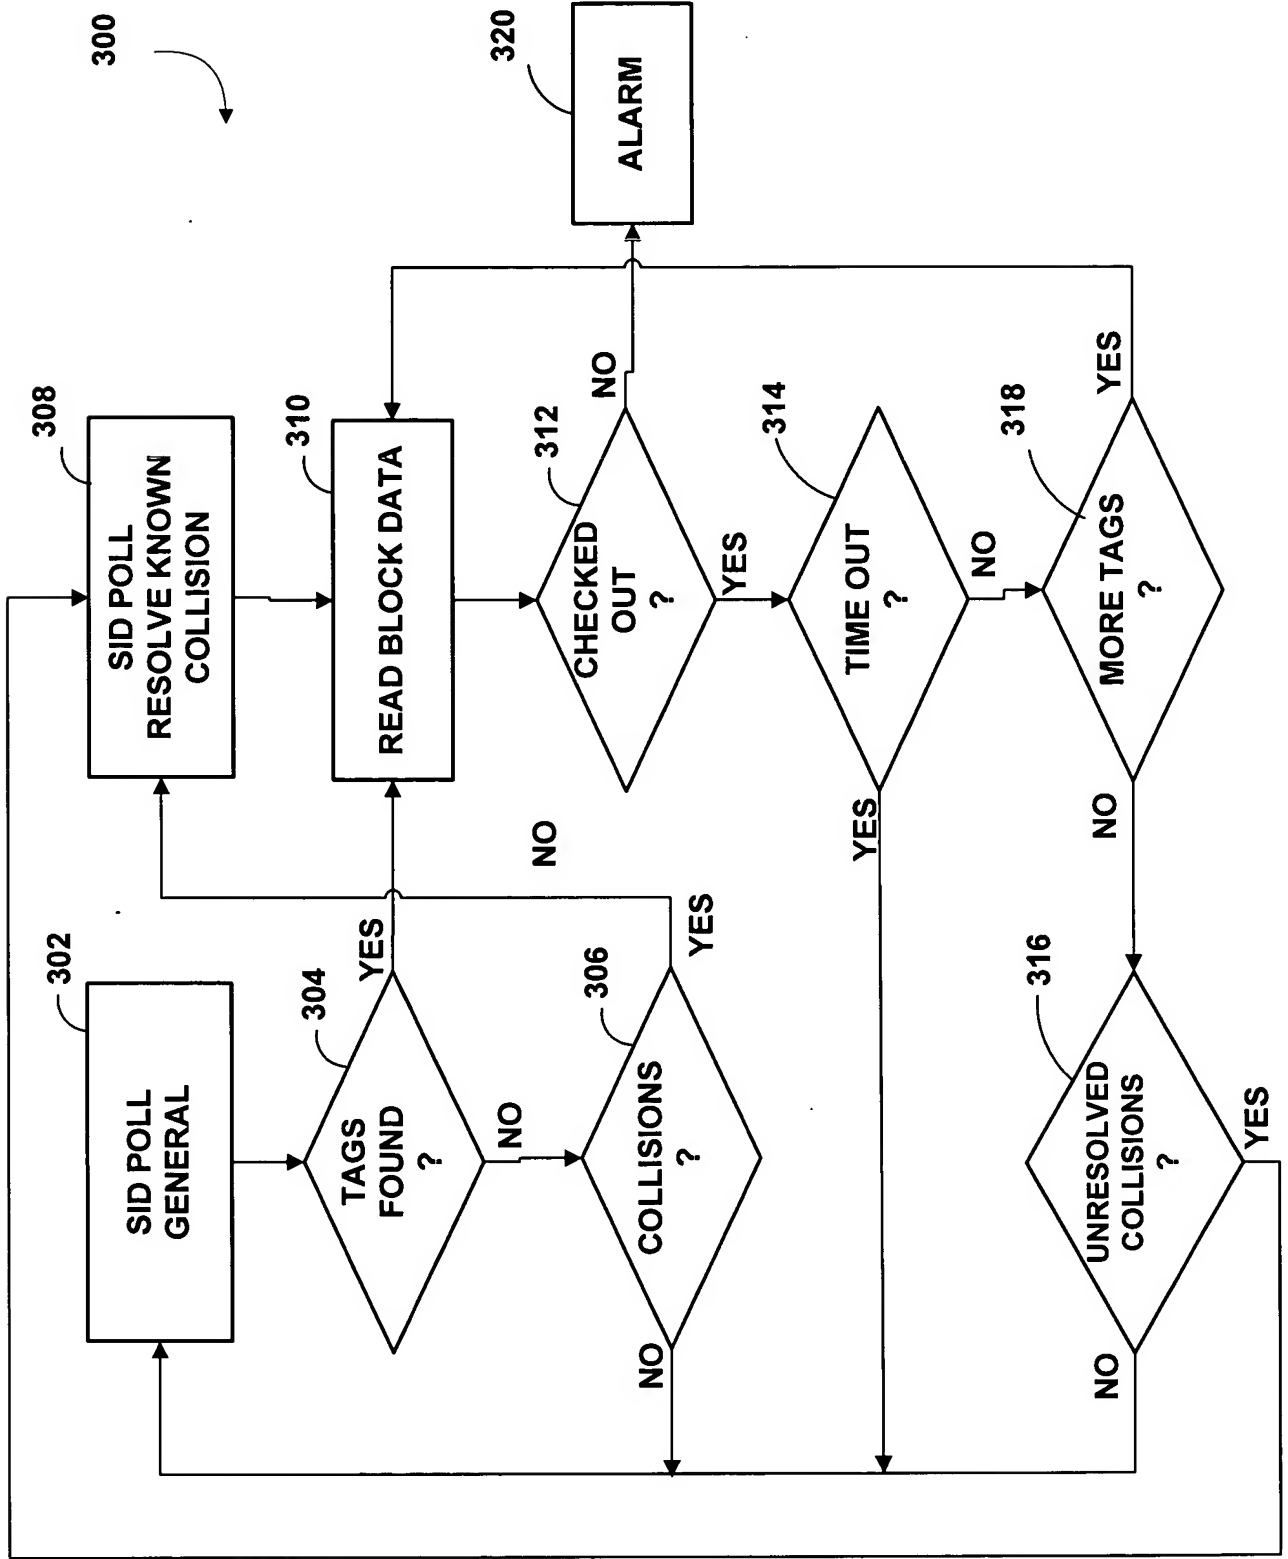 300
302
SID POLL
GENERAL
304
TAGS
FOUND
?
YES
NO
306
COLLISIONS
?
YES
NO
NO
308
SID POLL
RESOLVE KNOWN
COLLISION
310
READ BLOCK DATA
312
CHECKED
OUT
?
NO
YES
320
ALARM
314
TIME OUT
?
YES
NO
318
MORE TAGS
?
YES
NO
316
UNRESOLVED
COLLISIONS
?
NO
YES